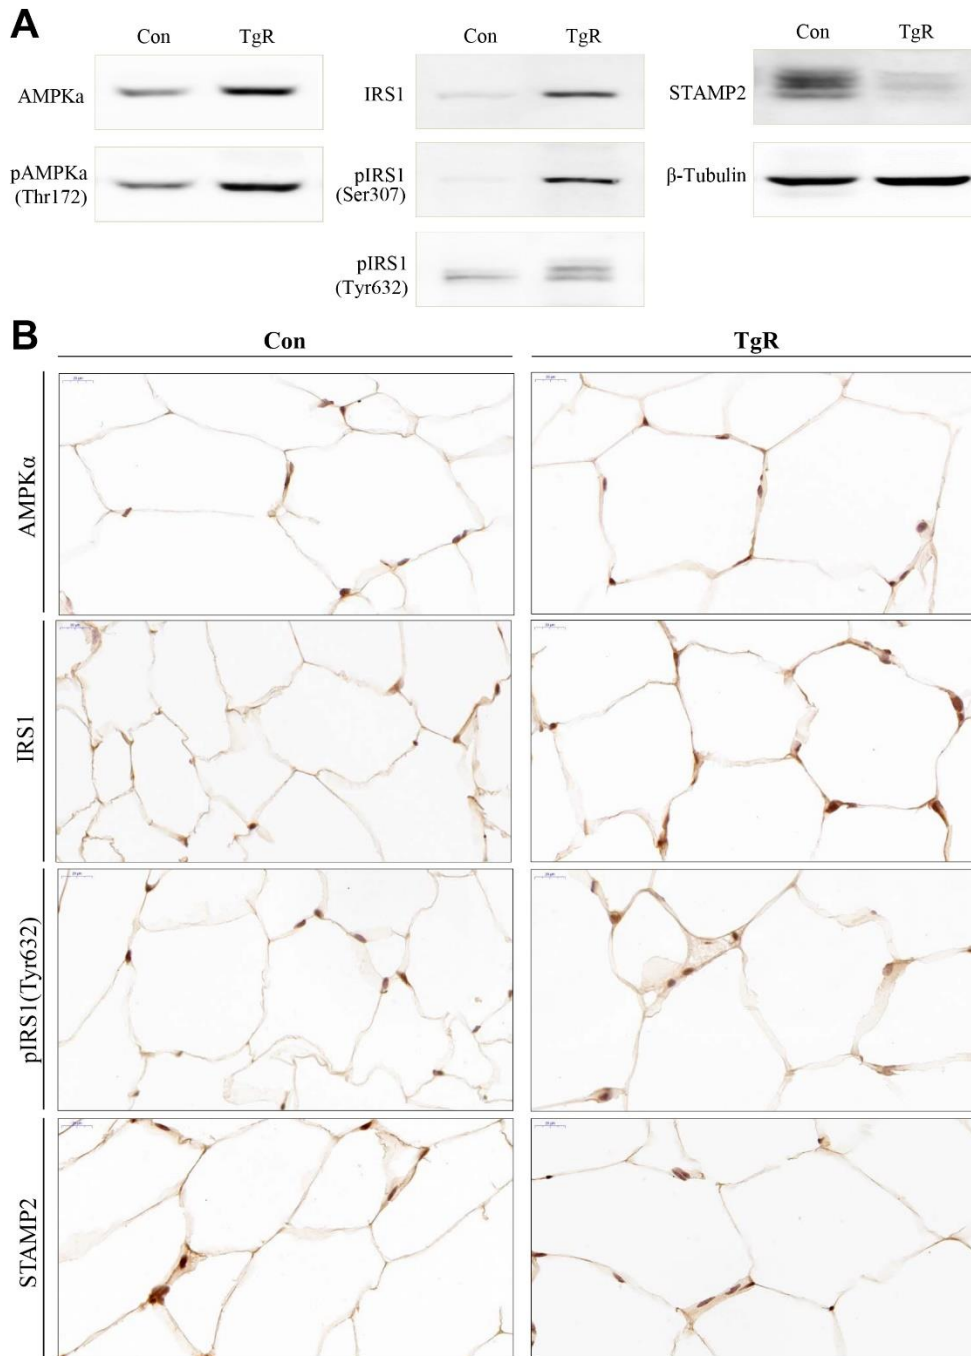 A
Con TgR
AMPKa
pAMPKa
(Thr172)
Con TgR
IRS1
pIRS1
(Ser307)
pIRS1
(Tyr632)
Con TgR
STAMP2
β-Tubulin
B
Con TgR
AMPKα
IRS1
pIRS1(Tyr632)
STAMP2